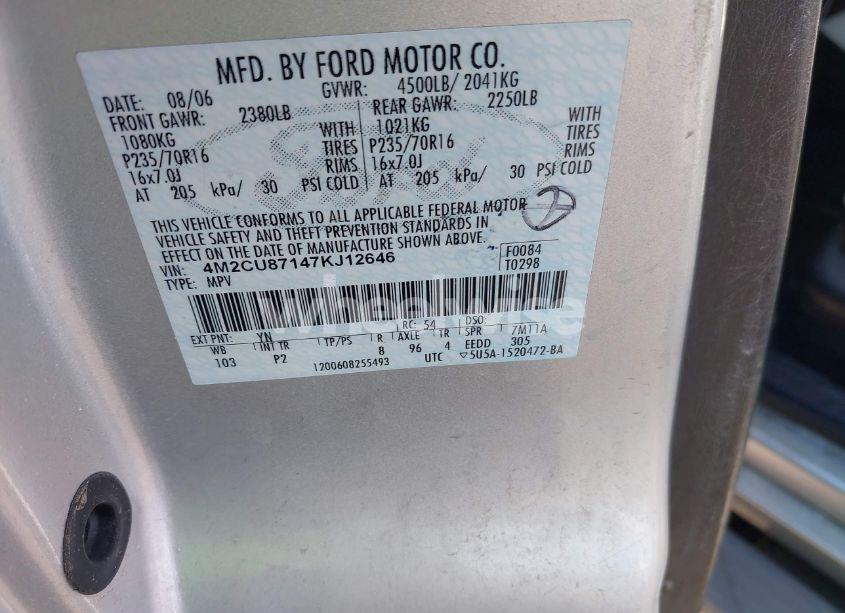 MFD. BY FORD MOTOR CO.
DATE: 08/06 GVWR: 4500LB/ 2041KG
FRONT GAWR: 2380LB REAR GAWR: 2250LB
1080KG WITH 1021KG WITH
P235/70R16 TIRES P235/70R16 TIRES
16x7.0J RIMS 16x7.0J RIMS
AT 205 kPa/ 30 PSI COLD AT 205 kPa/ 30 PSI COLD
THIS VEHICLE CONFORMS TO ALL APPLICABLE FEDERAL MOTOR
VEHICLE SAFETY AND THEFT PREVENTION STANDARDS IN
EFFECT ON THE DATE OF MANUFACTURE SHOWN ABOVE.
VIN: 4M2CU87147KJ12646 F0084
TYPE: MPV T0298
wheelwise
EXT PNT: YN RC: 54 DSO:
WB INT TR TP/PS R AXLE TR SPR 7M11A
103 P2 8 96 4 EEDD 305
1200608255493 UTC ▽5U5A-1520472-BA
Ford